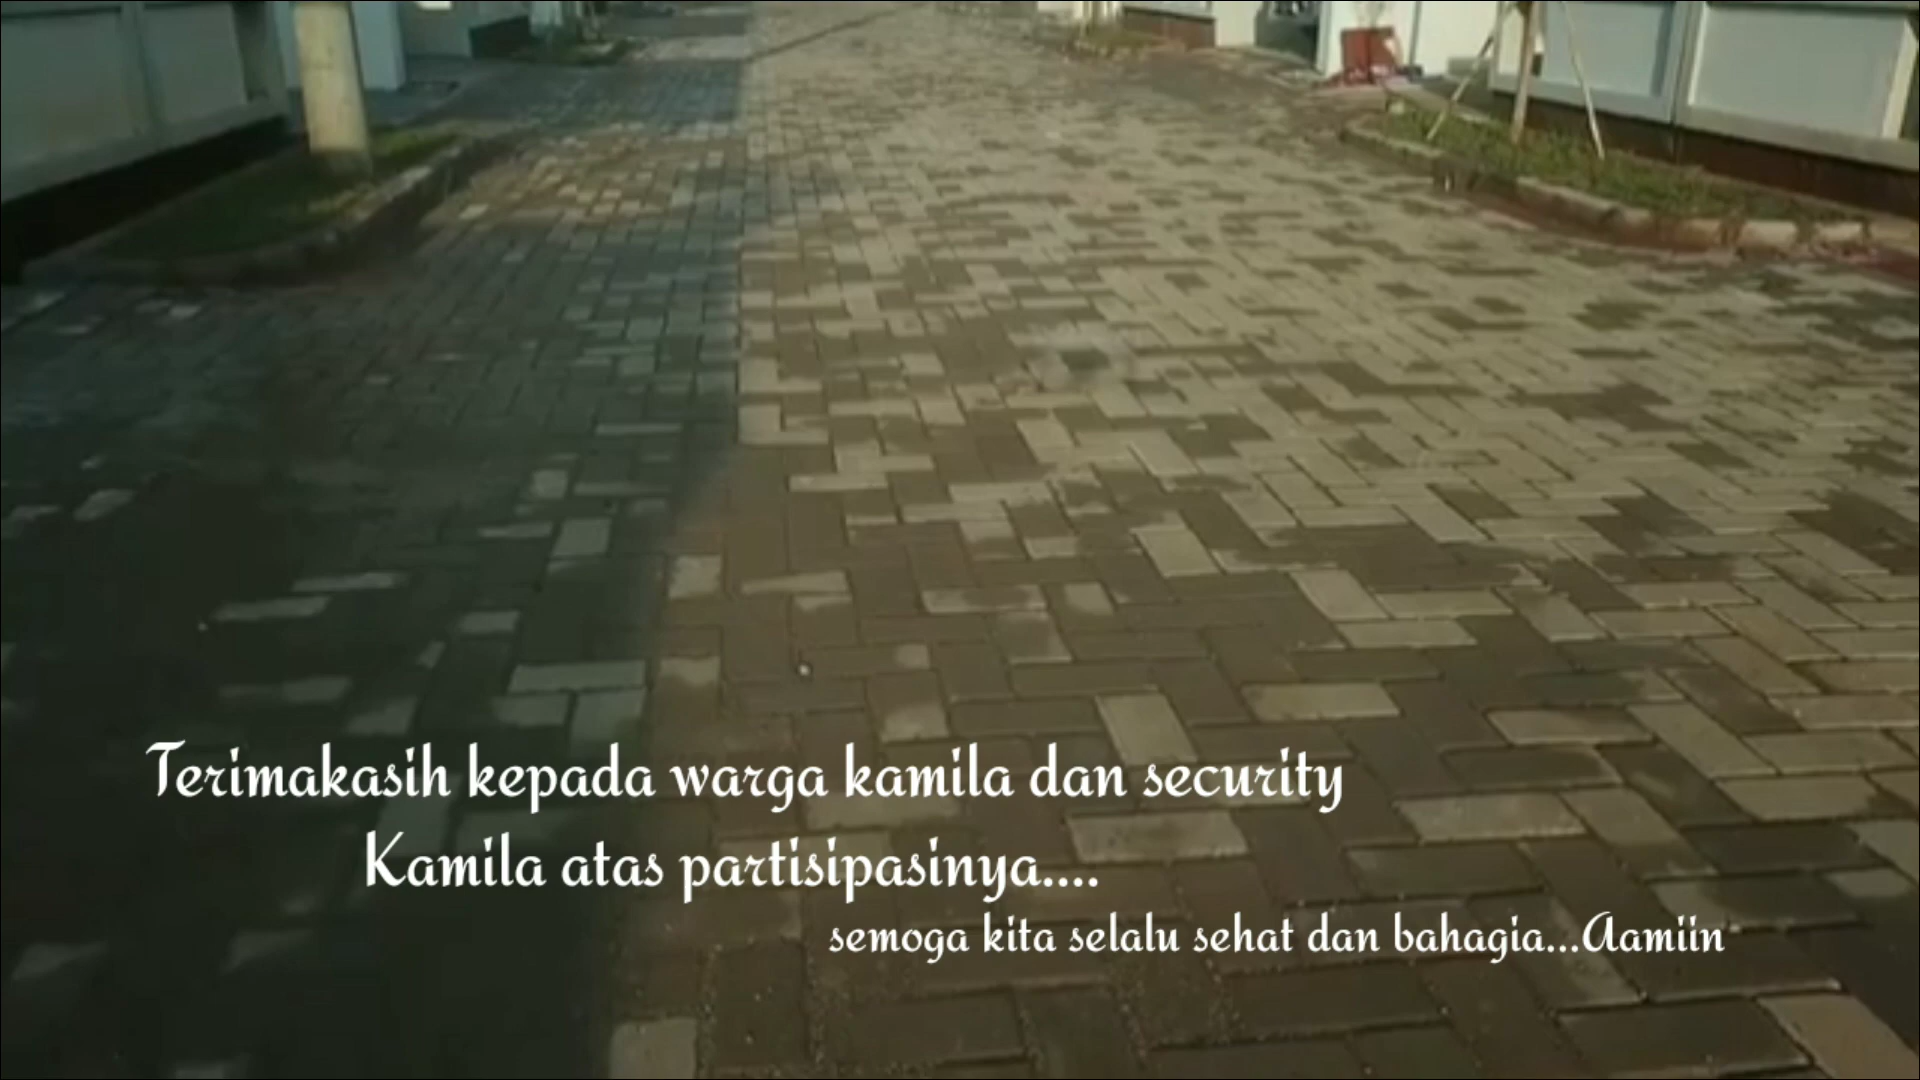 Terimakasih kepada warga kamila dan security
Kamila atas partisipasinya....
semoga kita selalu sehat dan bahagia...Aamiin